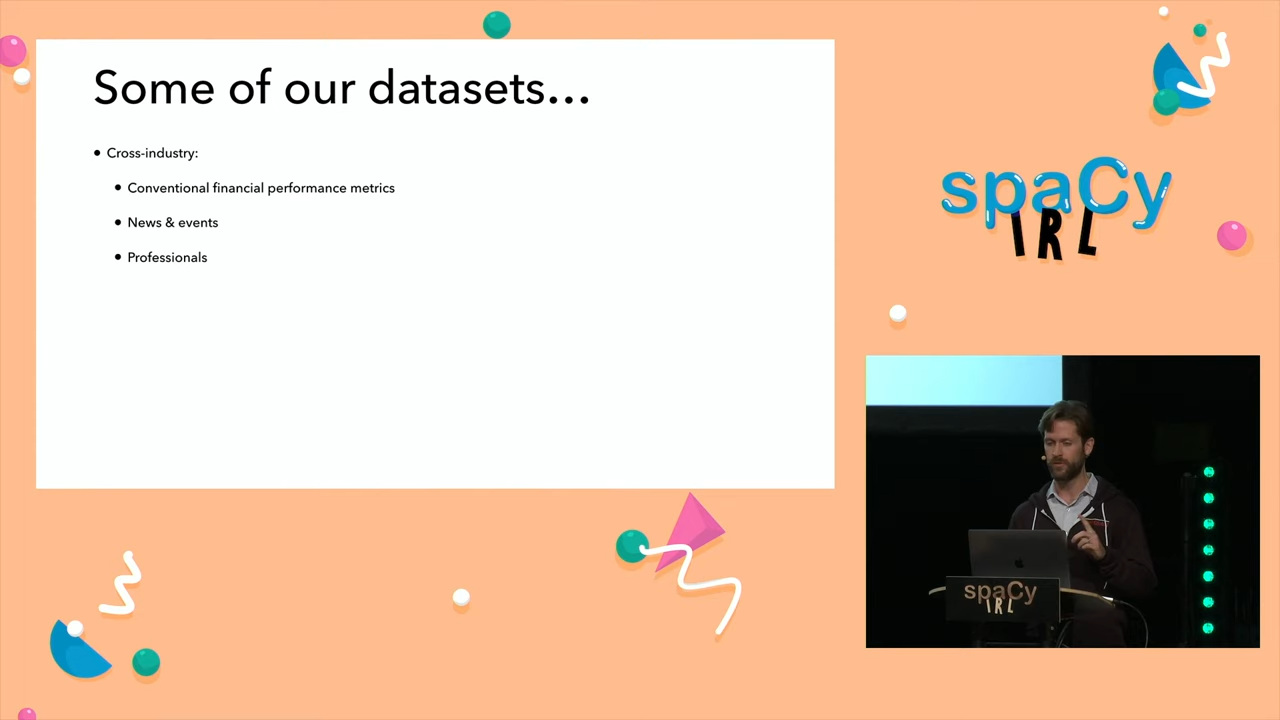 Some of our datasets...
• Cross-industry:
• Conventional financial performance metrics
• News & events
• Professionals
spaCy
IRL
spaCy
IRL